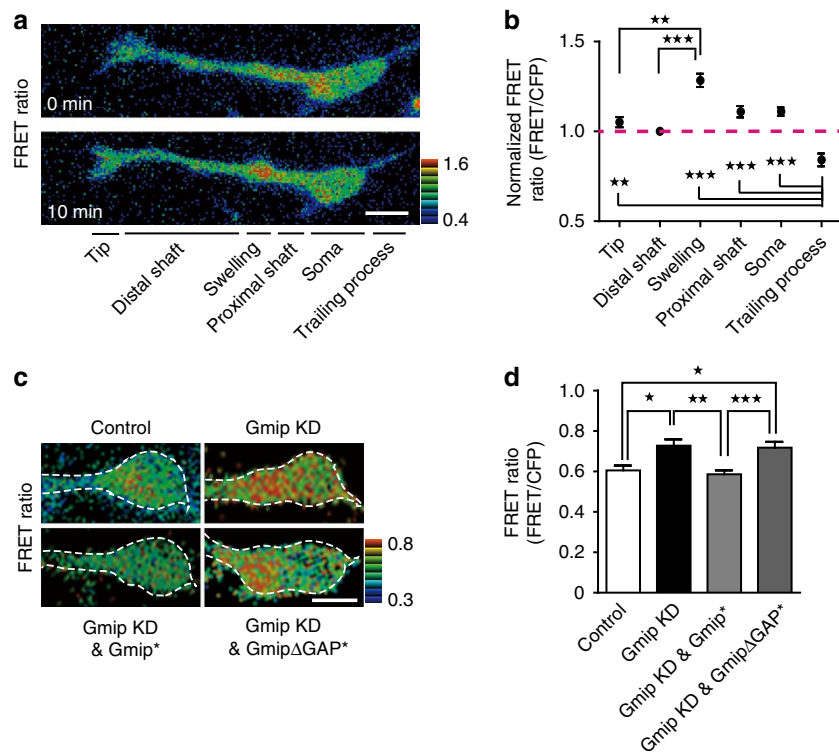 a
FRET ratio
0 min
10 min
1.6
0.4
Tip
Distal shaft
Swelling
Proximal shaft
Soma
Trailing process
b
Normalized FRET
ratio (FRET/CFP)
1.5
1.0
0.5
★★
★★★
★★
★★★
★★★
★★★
Tip
Distal shaft
Swelling
Proximal shaft
Soma
Trailing process
c
FRET ratio
Control
Gmip KD
0.8
0.3
Gmip KD
& Gmip*
Gmip KD
& GmipΔGAP*
d
FRET ratio
(FRET/CFP)
1.0
0.8
0.6
0.4
0.2
0
★
★
★★
★★★
Control
Gmip KD
Gmip KD & Gmip*
Gmip KD & GmipΔGAP*